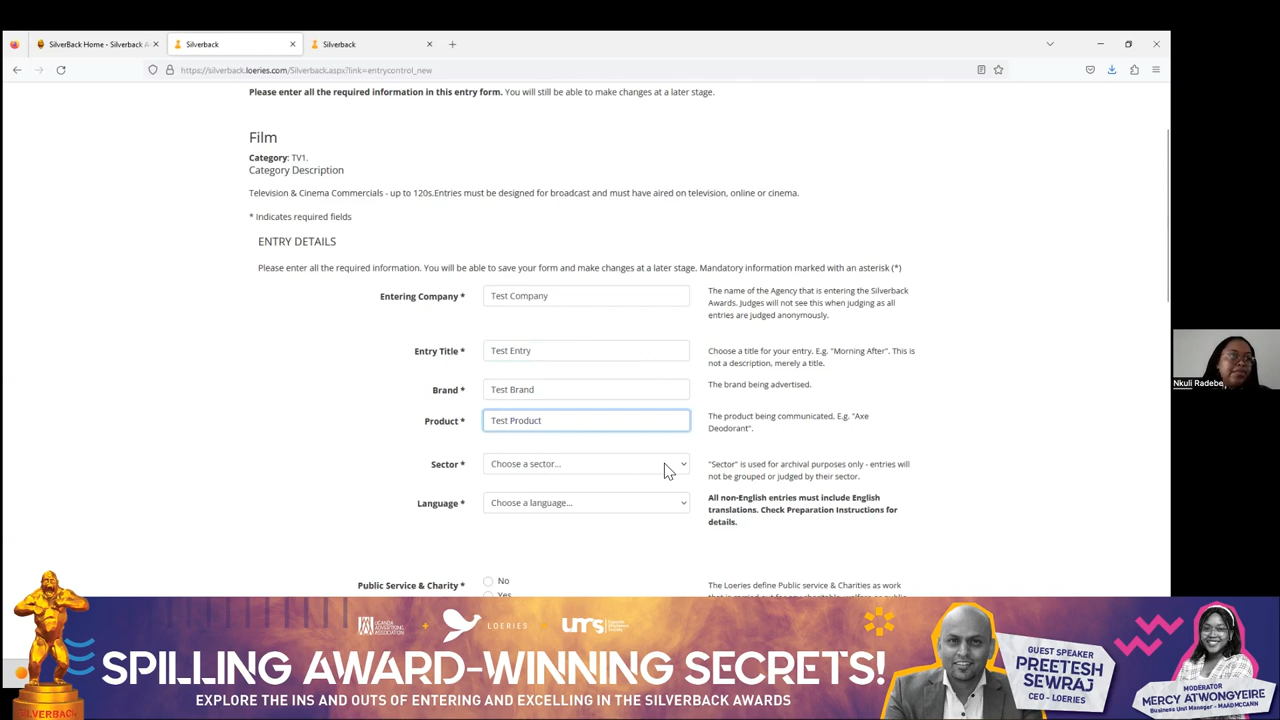 SilverBack Home - Silverback A
Silverback
Silverback
https://silverback.loeries.com/Silverback.aspx?link=entrycontrol_new
Please enter all the required information in this entry form. You will still be able to make changes at a later stage.
Film
Category: TV1.
Category Description
Television & Cinema Commercials - up to 120s.Entries must be designed for broadcast and must have aired on television, online or cinema.
* Indicates required fields
ENTRY DETAILS
Please enter all the required information. You will be able to save your form and make changes at a later stage, Mandatory information marked with an asterisk (*)
Entering Company *
Test Company
The name of the Agency that is entering the Silverback
Awards. Judges will not see this when judging as all
entries are judged anonymously.
Entry Title *
Test Entry
Choose a title for your entry. E.g. "Morning After". This is
not a description, merely a title.
Brand *
Test Brand
The brand being advertised.
Product *
Test Product
The product being communicated. E.g. "Axe
Deodorant".
Sector *
Choose a sector...
"Sector" is used for archival purposes only - entries will
not be grouped or judged by their sector.
Language *
Choose a language...
All non-English entries must include English
translations. Check Preparation Instructions for
details.
Public Service & Charity *
No
Yes
The Loeries define Public service & Charities as work
Nkuli Radebe
UGANDA
ADVERTISING
ASSOCIATION
+
LOERIES
+
ums
SPILLING AWARD-WINNING SECRETS!
EXPLORE THE INS AND OUTS OF ENTERING AND EXCELLING IN THE SILVERBACK AWARDS
SILVERBACK
GUEST SPEAKER
PREETESH
SEWRAJ
CEO - LOERIES
MODERATOR
MERCY ATWONGYEIRE
Business Unit Manager - MAAD MCCANN